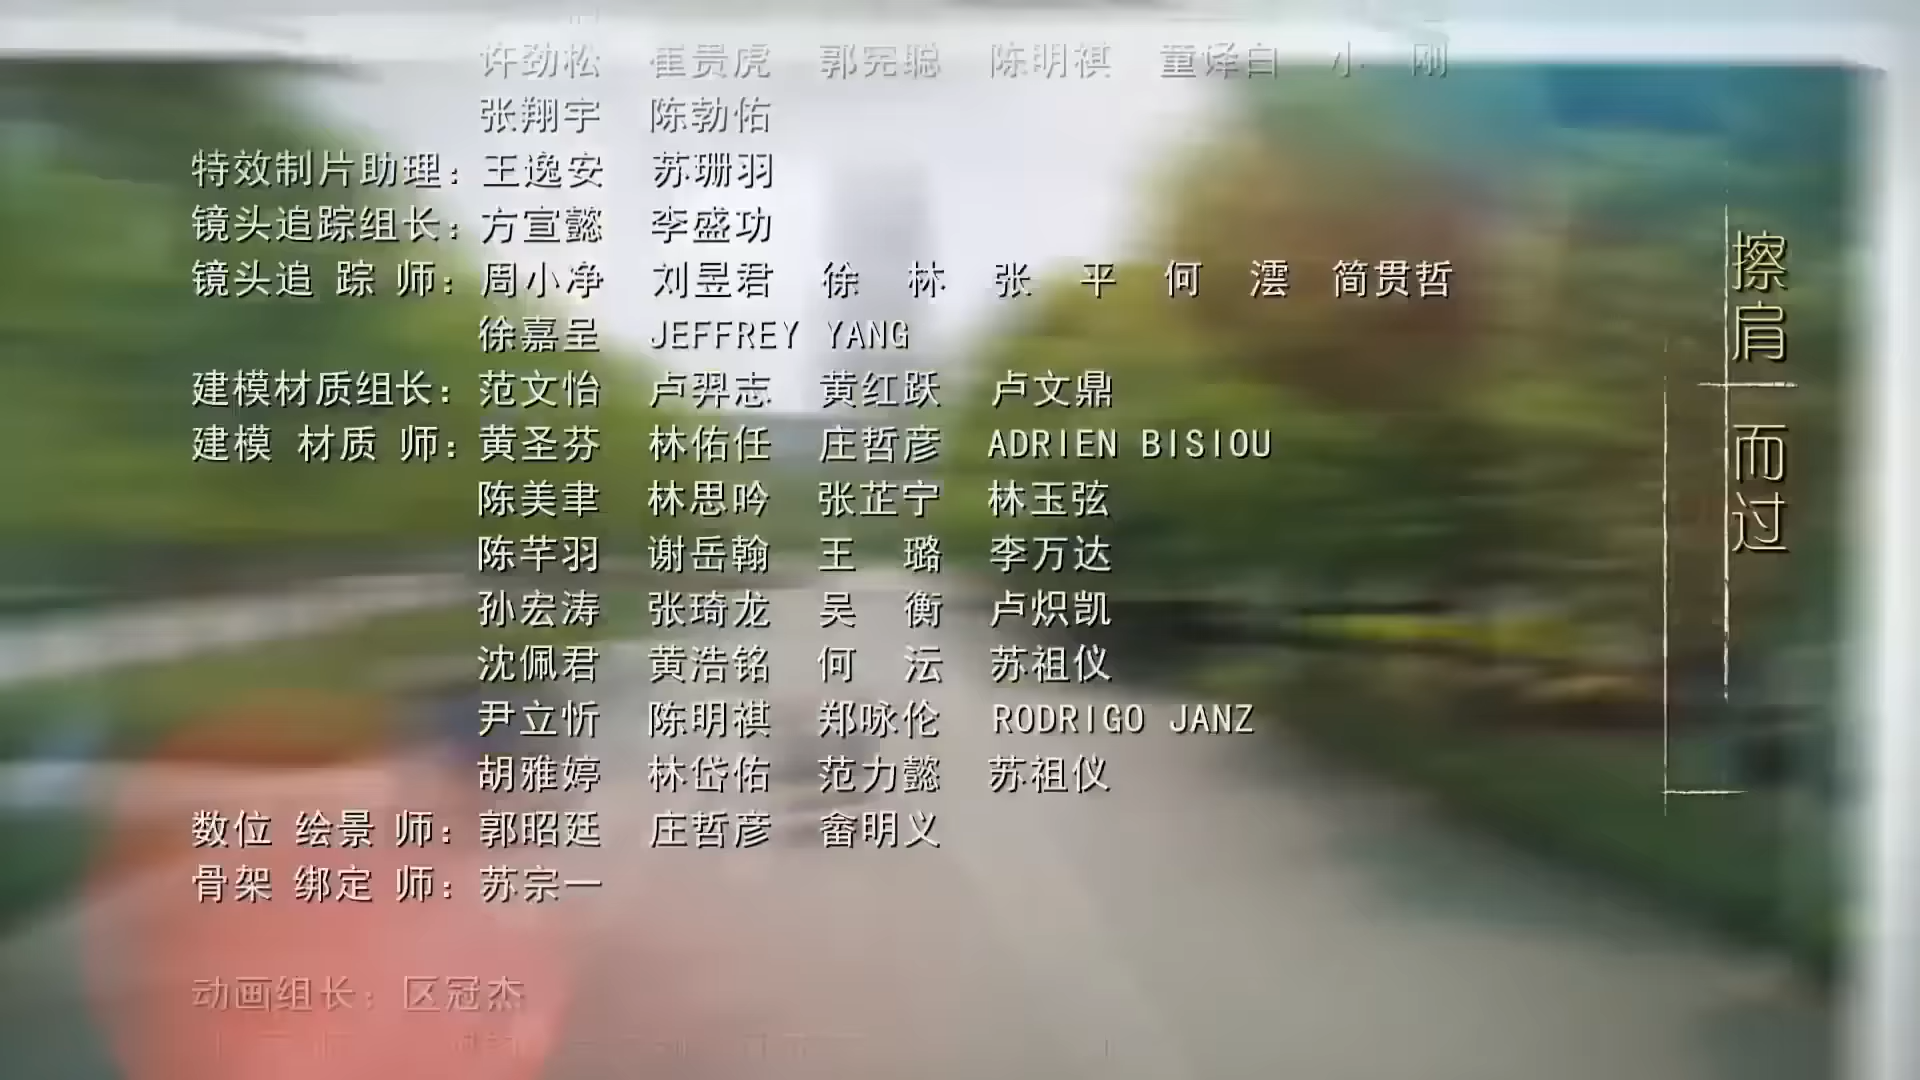 许劲松 崔贵虎 郭宪聪 陈明祺 童译白 小 刚
张翔宇 陈勃佑
特效制片助理：王逸安 苏珊羽
镜头追踪组长：方宣懿 李盛功
镜头追 踪 师：周小净 刘昱君 徐 林 张 平 何 澐 简贯哲
徐嘉呈 JEFFREY YANG
建模材质组长：范文怡 卢羿志 黄红跃 卢文鼎
建模 材质 师：黄圣芬 林佑任 庄哲彦 ADRIEN BISIOU
陈美聿 林思吟 张芷宁 林玉弦
陈芊羽 谢岳翰 王 璐 李万达
孙宏涛 张琦龙 吴 衡 卢炽凯
沈佩君 黄浩铭 何 沄 苏祖仪
尹立忻 陈明祺 郑咏伦 RODRIGO JANZ
胡雅婷 林岱佑 范力懿 苏祖仪
数位 绘景 师：郭昭廷 庄哲彦 畲明义
骨架 绑定 师：苏宗一
动画组长：区冠杰
擦肩而过